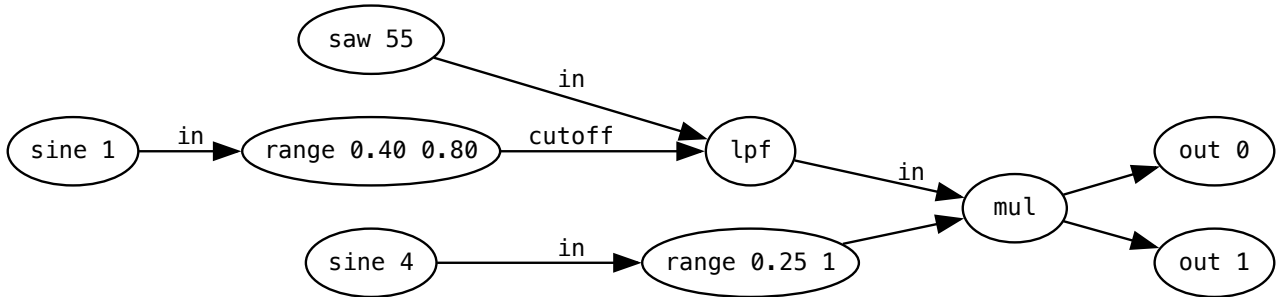 saw 55
in
sine 1
in
range 0.40 0.80
cutoff
lpf
in
out 0
mul
sine 4
in
range 0.25 1
out 1